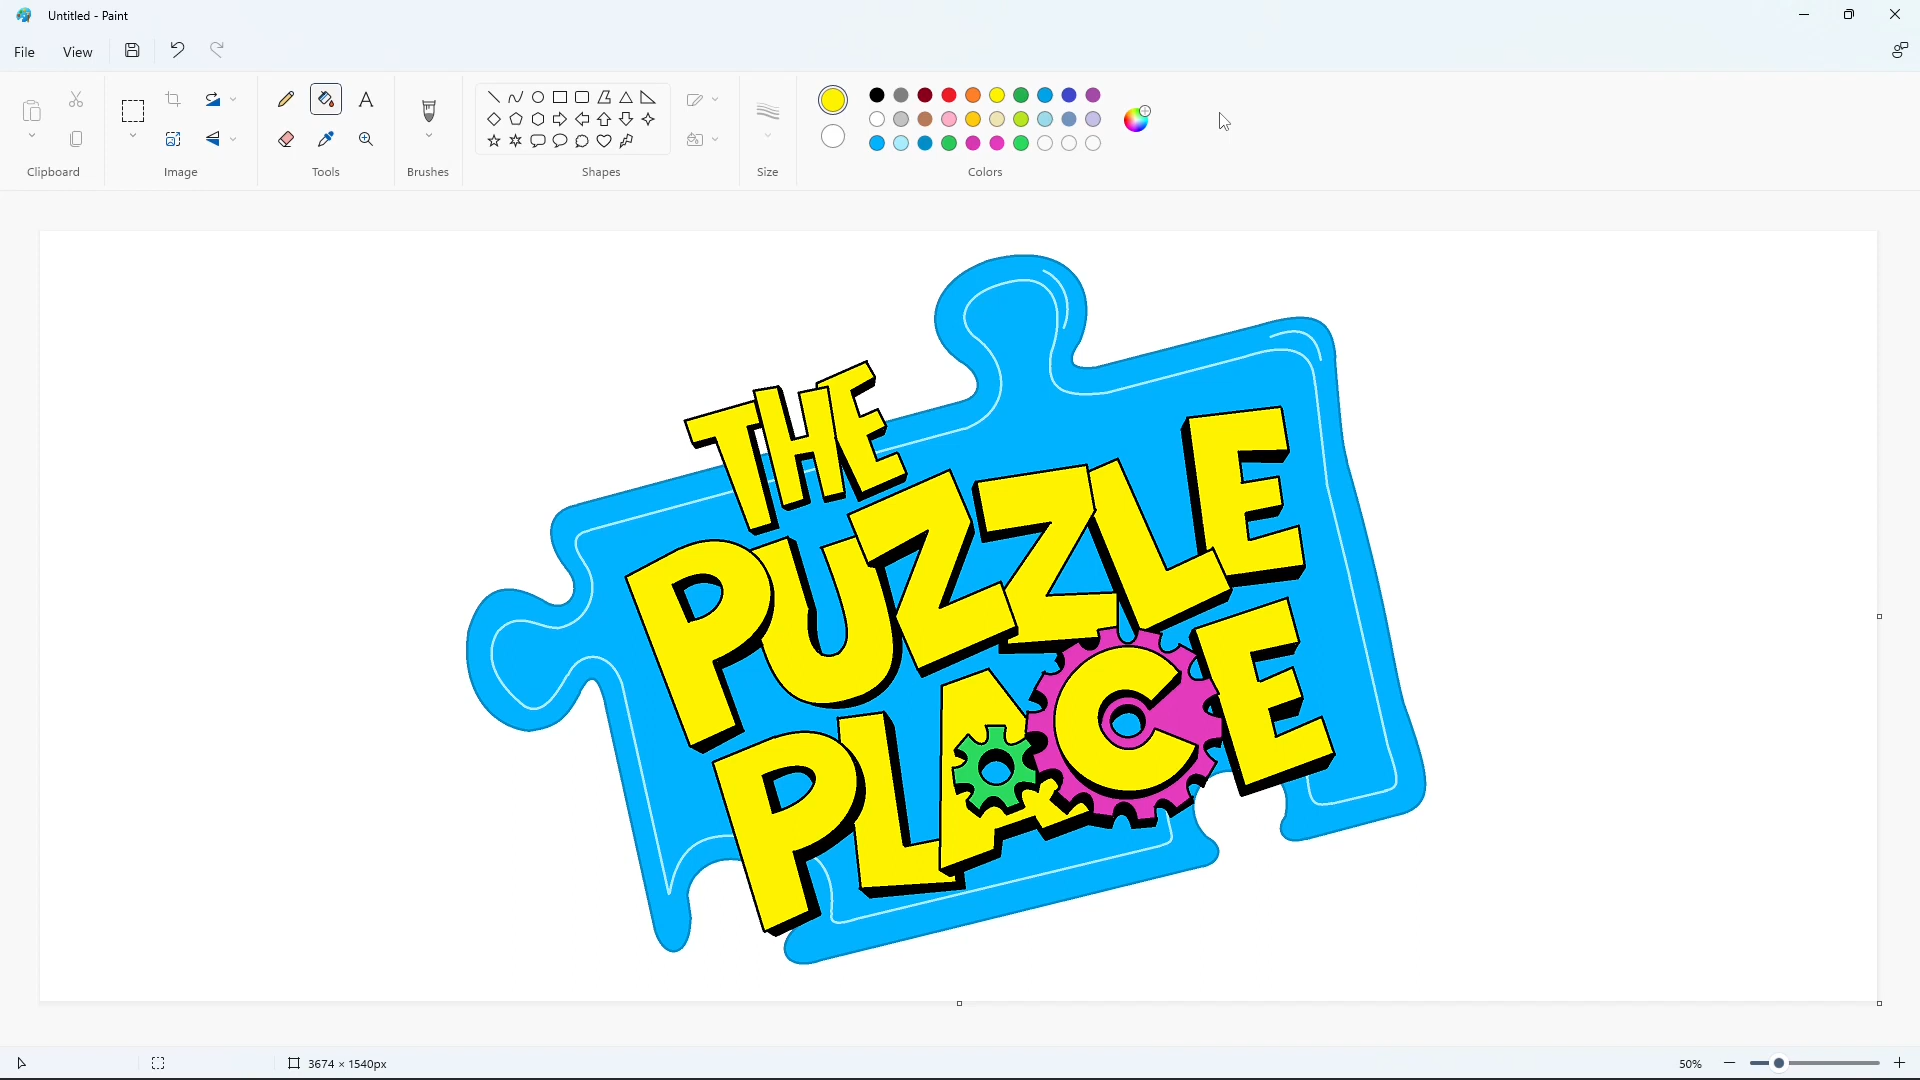 Untitled - Paint
File View
Clipboard Image Tools Brushes Shapes Size Colors
THE
PUZZLE
PLACE
3674 × 1540px 50%